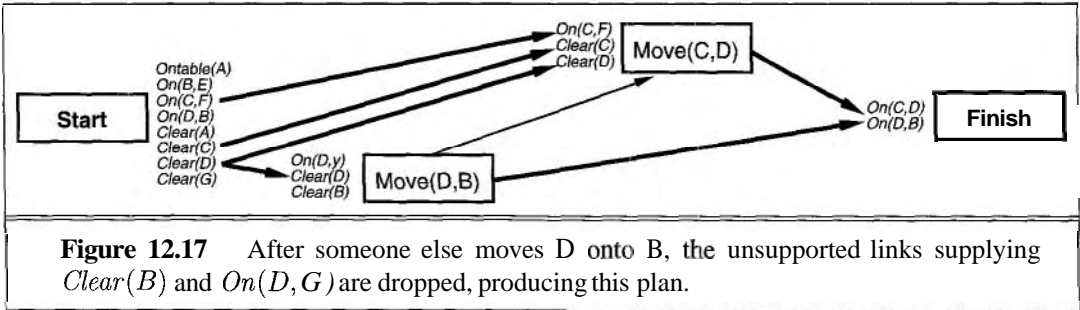 On(C,F)
Clear(C)
Clear(D)
Move(C,D)
Ontable(A)
On(B,E)
On(C,F)
On(D,B)
Clear(A)
Clear(C)
Clear(D)
Clear(G)
Start
On(D,y)
Clear(D)
Clear(B)
Move(D,B)
On(C,D)
On(D,B)
Finish
Figure 12.17 After someone else moves D onto B, the unsupported links supplying
Clear(B) and On(D,G) are dropped, producing this plan.